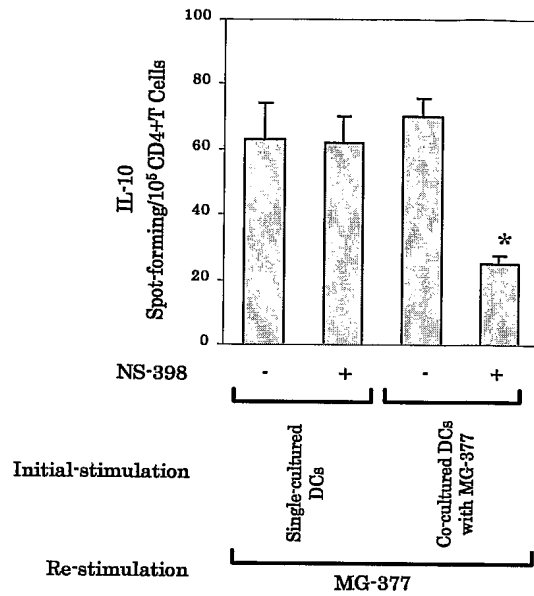 100
80
60
40
20
0
IL-10
Spot-forming/10⁵ CD4+T Cells
*
NS-398 - + - +
Initial-stimulation
Single-cultured
DCs
Co-cultured DCs
with MG-377
Re-stimulation
MG-377